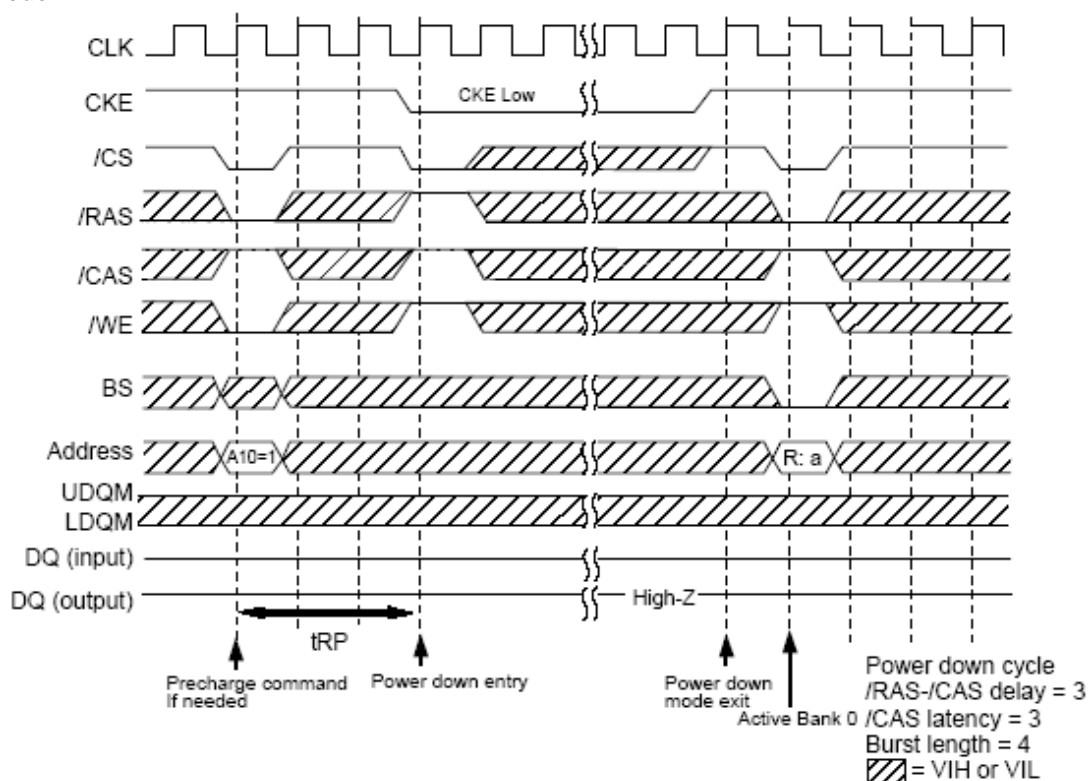 CLK
CKE
CKE Low
/CS
/RAS
/CAS
/WE
BS
Address
A10=1
R: a
UDQM
LDQM
DQ (input)
DQ (output)
High-Z
tRP
Precharge command
If needed
Power down entry
Power down
mode exit
Active Bank 0
Power down cycle
/RAS-/CAS delay = 3
/CAS latency = 3
Burst length = 4
= VIH or VIL